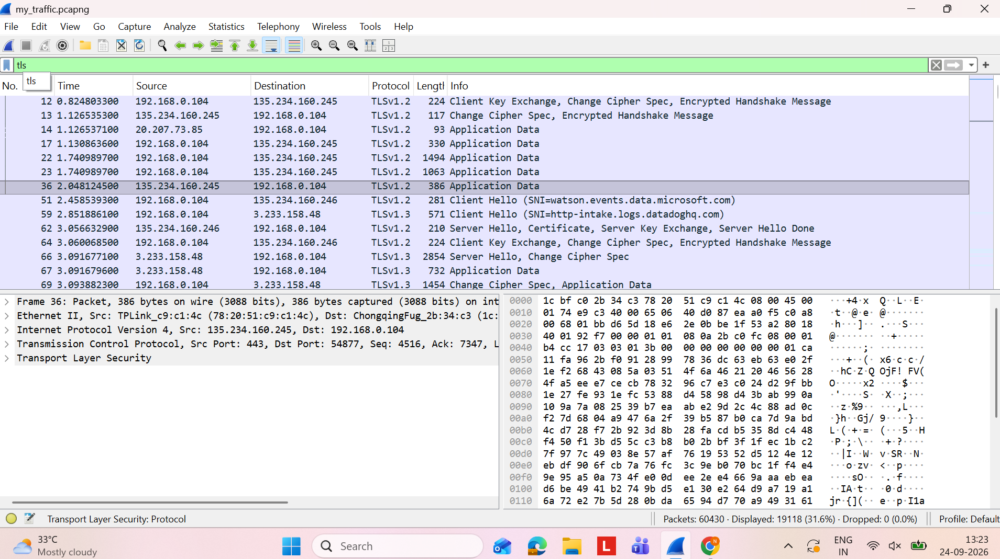 my_traffic.pcapng
File Edit View Go Capture Analyze Statistics Telephony Wireless Tools Help
tls
tls
No. Time Source Destination Protocol Length Info
12 0.824803300 192.168.0.104 135.234.160.245 TLSv1.2 224 Client Key Exchange, Change Cipher Spec, Encrypted Handshake Message
13 1.126535300 135.234.160.245 192.168.0.104 TLSv1.2 117 Change Cipher Spec, Encrypted Handshake Message
14 1.126537100 20.207.73.85 192.168.0.104 TLSv1.2 93 Application Data
17 1.130863600 192.168.0.104 135.234.160.245 TLSv1.2 330 Application Data
22 1.740989700 192.168.0.104 135.234.160.245 TLSv1.2 1494 Application Data
23 1.740989700 192.168.0.104 135.234.160.245 TLSv1.2 1063 Application Data
36 2.048124500 135.234.160.245 192.168.0.104 TLSv1.2 386 Application Data
51 2.458539300 192.168.0.104 135.234.160.246 TLSv1.2 281 Client Hello (SNI=watson.events.data.microsoft.com)
59 2.851886100 192.168.0.104 3.233.158.48 TLSv1.3 571 Client Hello (SNI=http-intake.logs.datadoghq.com)
62 3.056632900 135.234.160.246 192.168.0.104 TLSv1.2 210 Server Hello, Certificate, Server Key Exchange, Server Hello Done
64 3.060068500 192.168.0.104 135.234.160.246 TLSv1.2 224 Client Key Exchange, Change Cipher Spec, Encrypted Handshake Message
66 3.091677100 3.233.158.48 192.168.0.104 TLSv1.3 2854 Server Hello, Change Cipher Spec
67 3.091679600 3.233.158.48 192.168.0.104 TLSv1.3 732 Application Data
69 3.093882300 192.168.0.104 3.233.158.48 TLSv1.3 1454 Change Cipher Spec, Application Data
Frame 36: Packet, 386 bytes on wire (3088 bits), 386 bytes captured (3088 bits) on int
Ethernet II, Src: TPLink_c9:c1:4c (78:20:51:c9:c1:4c), Dst: ChongqingFug_2b:34:c3 (1c:
Internet Protocol Version 4, Src: 135.234.160.245, Dst: 192.168.0.104
Transmission Control Protocol, Src Port: 443, Dst Port: 54877, Seq: 4516, Ack: 7347, L
Transport Layer Security
0000 1c bf c0 2b 34 c3 78 20 51 c9 c1 4c 08 00 45 00 ···+4·x Q··L··E·
0010 01 74 e9 c3 40 00 65 06 40 d0 87 ea a0 f5 c0 a8 ·t··@·e· @·······
0020 00 68 01 bb d6 5d 18 e6 2e 0b be 1f 53 a2 80 18 ·h···]·· .···S···
0030 40 01 92 f7 00 00 01 01 08 0a 2b c0 fc 08 00 01 @······· ··+·····
0040 b4 cc 17 03 03 01 3b 00 00 00 00 00 00 00 01 ca ······;· ········
0050 11 fa 96 2b f0 91 28 99 78 36 dc 63 eb 63 e0 2f ···+··(· x6·c·c·/
0060 1e f2 68 43 08 5a 03 51 4f 6a 46 21 20 46 56 28 ··hC·Z·Q OjF! FV(
0070 4f a5 ee e7 ce cb 78 32 96 c7 e3 c0 24 d2 9f bb O·····x2 ····$···
0080 1e 27 fe 93 1e fc 53 88 d4 58 98 d4 3b ab 99 0a ·'····S· ·X··;···
0090 10 9a 7a 08 25 39 b7 ea ab e2 9d 2c 4c 88 ad 0c ··z·%9·· ···,L···
00a0 f2 7d 68 04 a9 47 6a 2f 39 b5 87 b0 ca 7d 9a bd ·}h··Gj/ 9····}··
00b0 4c d7 28 f7 2b 92 3d 8b 28 fa cd b5 35 8d c4 48 L·(·+·=· (···5··H
00c0 f4 50 f1 3b d5 5c c3 b8 b0 2b bf 3f 1f ec 1b c2 ·P·;·\·· ·+·?····
00d0 7f 97 7c 49 03 8e 57 af 76 19 53 52 d5 12 4e 12 ··|I··W· v·SR··N·
00e0 eb df 90 6f cb 7a 76 fc 3c 9e b0 70 bc 1f f4 e4 ···o·zv· <··p····
00f0 9e 95 a5 0a 73 4f e0 0d ee 2e e4 66 9a aa eb ea ····sO·· ·.·f····
0100 d6 be 49 41 b2 74 9b d5 e1 30 e2 64 d9 a7 19 a1 ··IA·t·· ·0·d····
0110 6a 72 e2 7b 5d 28 0b da 65 94 d7 70 a9 49 31 61 jr·{](·· e··p·I1a
Transport Layer Security: Protocol Packets: 60430 · Displayed: 19118 (31.6%) · Dropped: 0 (0.0%) Profile: Default
33°C
Mostly cloudy
Search
L
T
N
ENG
IN
13:23
24-09-2026